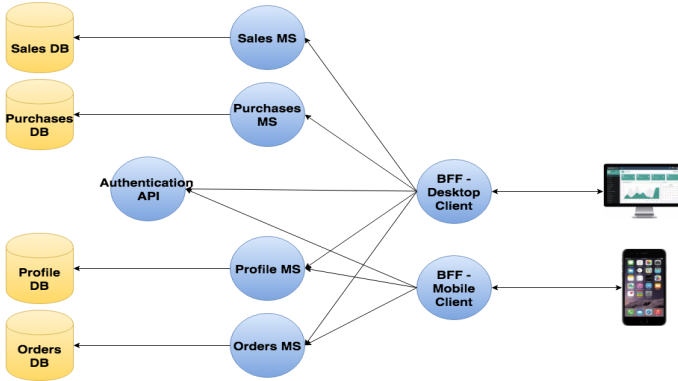 Sales DB
Sales MS
Purchases
DB
Purchases
MS
Authentication
API
BFF -
Desktop
Client
Profile
DB
Profile MS
BFF -
Mobile
Client
Orders
DB
Orders MS